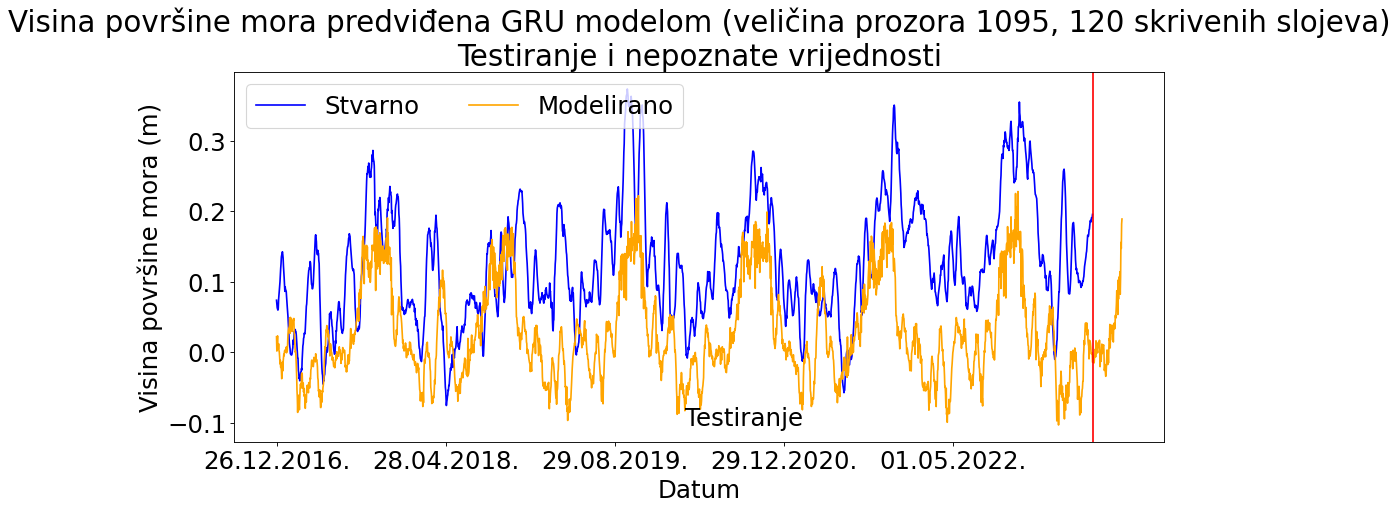 Visina površine mora predviđena GRU modelom (veličina prozora 1095, 120 skrivenih slojeva)
Testiranje i nepoznate vrijednosti
Stvarno Modelirano
Visina površine mora (m)
0.3
0.2
0.1
0.0
−0.1
Testiranje
26.12.2016. 28.04.2018. 29.08.2019. 29.12.2020. 01.05.2022.
Datum